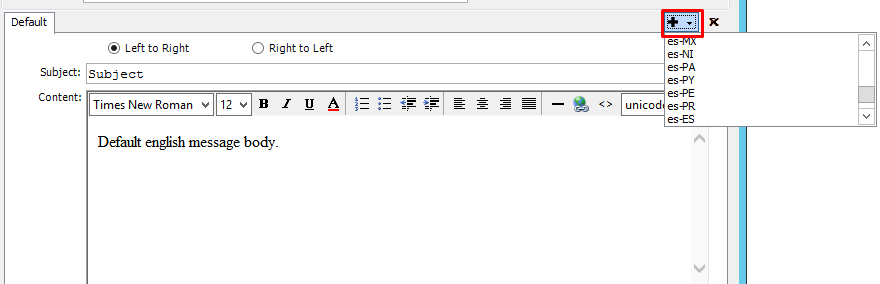 Default
Left to Right
Right to Left
es-MX
es-NI
es-PA
es-PY
es-PE
es-PR
es-ES
Subject: Subject
Content:
Times New Roman 12 B I U A <> unicode
Default english message body.